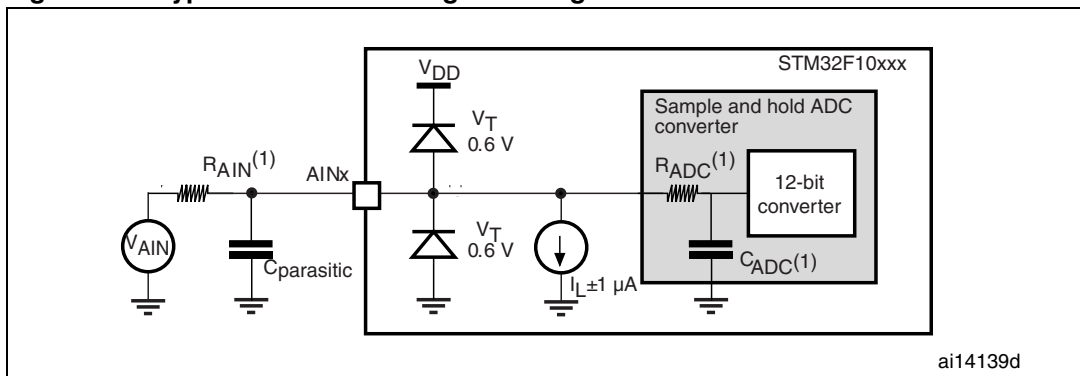 STM32F10xxx
VDD
Sample and hold ADC
converter
VT
0.6 V
RAIN(1)
AINx
RADC(1)
12-bit
converter
VAIN
Cparasitic
VT
0.6 V
IL±1 µA
CADC(1)
ai14139d